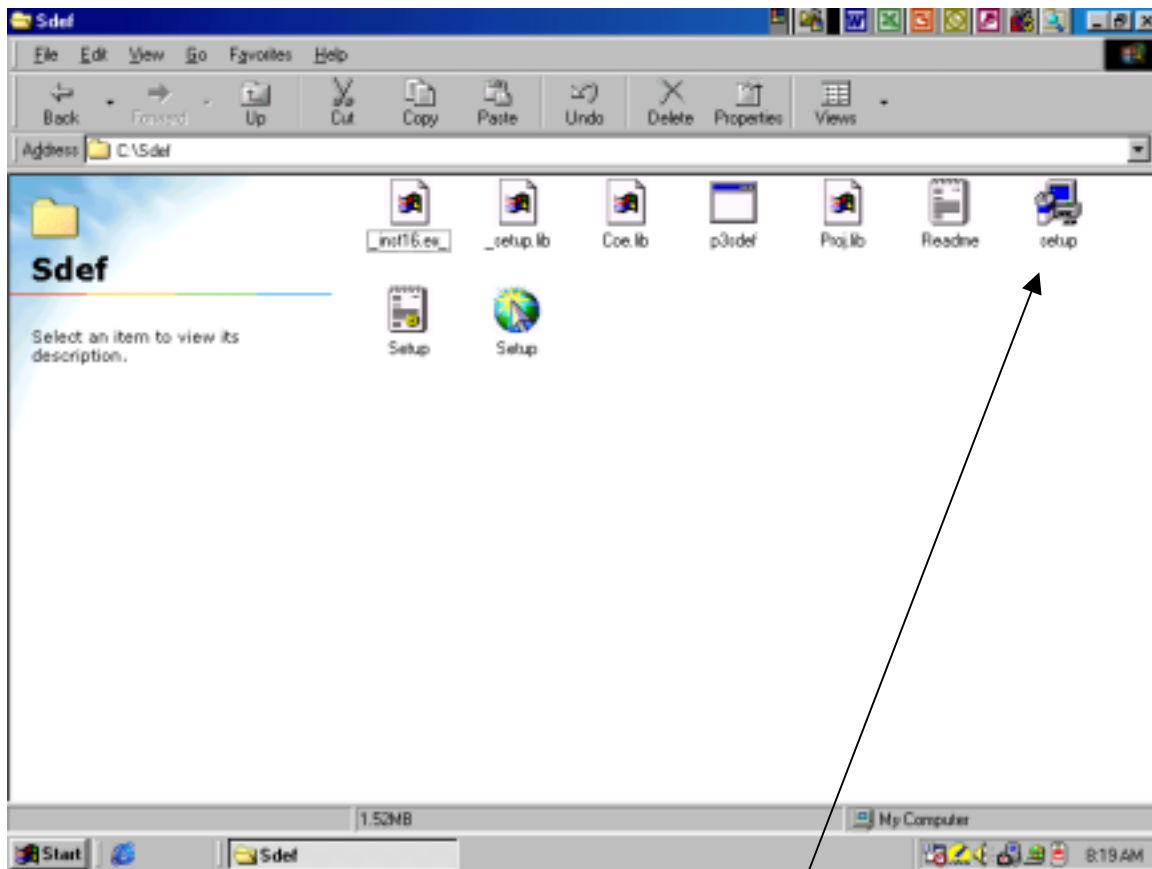 Sdef
File Edit View Go Favorites Help
Back Forward Up Cut Copy Paste Undo Delete Properties Views
Address C:\Sdef
_inst16.ex_ _setup.lib Coe.lib p3sdef Proj.lib Readme setup
Sdef
Select an item to view its
description.
Setup Setup
1.52MB My Computer
Start Sdef 8:19 AM